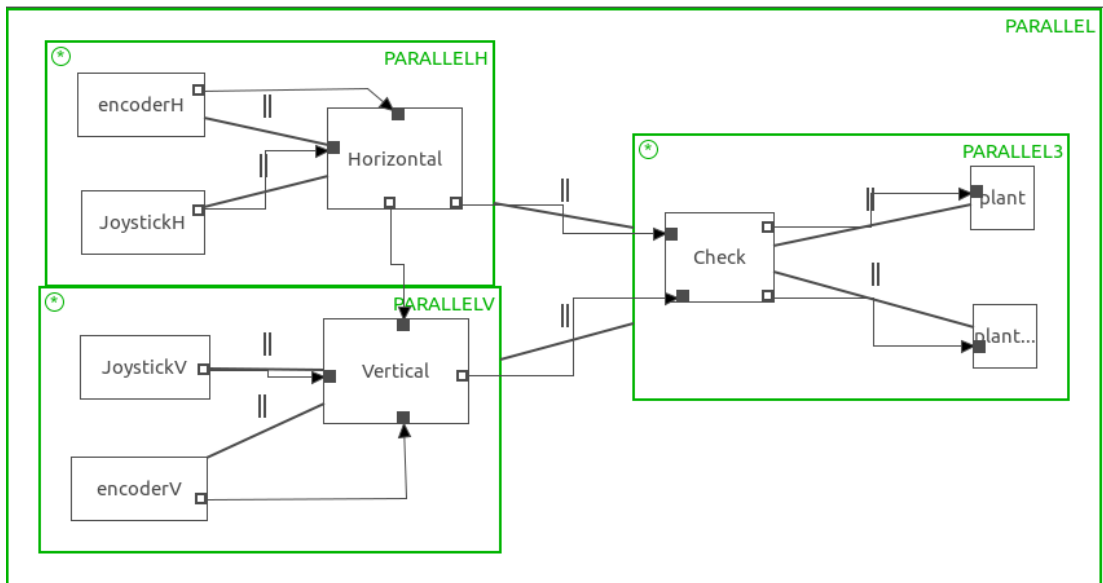 PARALLEL
* PARALLELH
encoderH
||
Horizontal
||
JoystickH
||
* PARALLEL3
||
plant
Check
||
plant...
* PARALLELV
||
JoystickV
Vertical
||
||
encoderV